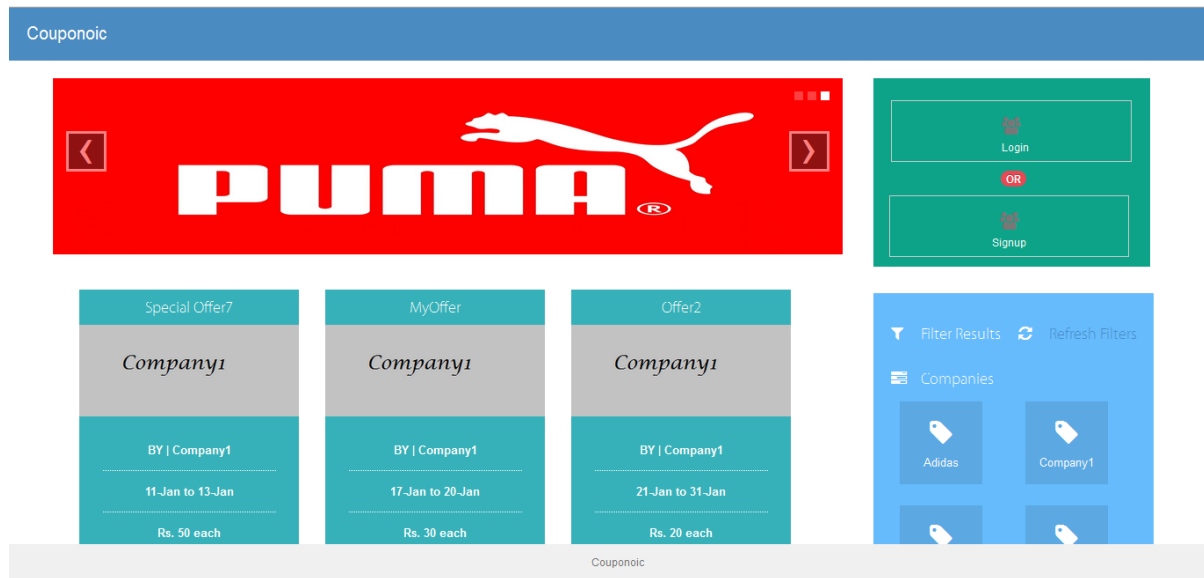 Couponoic
PUMA®
Login
OR
Signup
Special Offer7
Company1
BY | Company1
11-Jan to 13-Jan
Rs. 50 each
MyOffer
Company1
BY | Company1
17-Jan to 20-Jan
Rs. 30 each
Offer2
Company1
BY | Company1
21-Jan to 31-Jan
Rs. 20 each
Filter Results
Refresh Filters
Companies
Adidas
Company1
Couponoic